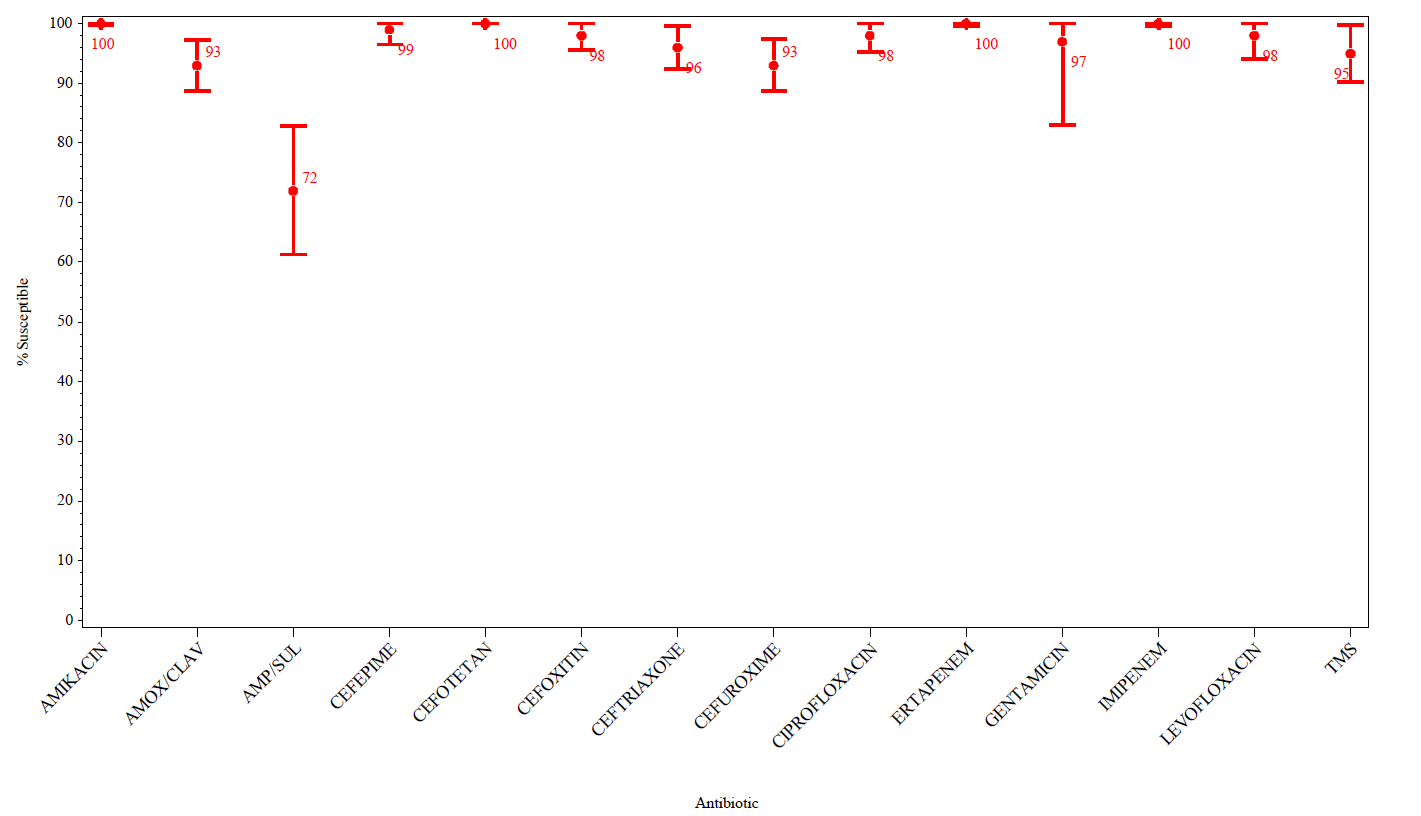 100
90
80
70
60
50
40
30
20
10
0
% Susceptible
100
93
72
99
100
98
96
93
98
100
97
100
98
95
AMIKACIN
AMOX/CLAV
AMP/SUL
CEFEPIME
CEFOTETAN
CEFOXITIN
CEFTRIAXONE
CEFUROXIME
CIPROFLOXACIN
ERTAPENEM
GENTAMICIN
IMIPENEM
LEVOFLOXACIN
TMS
Antibiotic